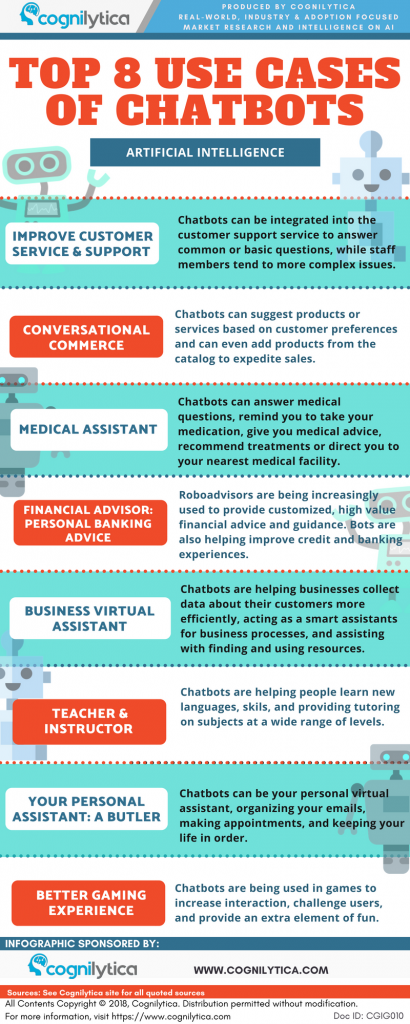 cognilytica
PRODUCED BY COGNILYTICA
REAL-WORLD, INDUSTRY & ADOPTION FOCUSED
MARKET RESEARCH AND INTELLIGENCE ON AI
TOP 8 USE CASES
OF CHATBOTS
ARTIFICIAL INTELLIGENCE
IMPROVE CUSTOMER
SERVICE & SUPPORT
Chatbots can be integrated into the
customer support service to answer
common or basic questions, while staff
members tend to more complex issues.
CONVERSATIONAL
COMMERCE
Chatbots can suggest products or
services based on customer preferences
and can even add products from the
catalog to expedite sales.
MEDICAL ASSISTANT
Chatbots can answer medical
questions, remind you to take your
medication, give you medical advice,
recommend treatments or direct you to
your nearest medical facility.
FINANCIAL ADVISOR:
PERSONAL BANKING
ADVICE
Roboadvisors are being increasingly
used to provide customized, high value
financial advice and guidance. Bots are
also helping improve credit and banking
experiences.
BUSINESS VIRTUAL
ASSISTANT
Chatbots are helping businesses collect
data about their customers more
efficiently, acting as a smart assistants
for business processes, and assisting
with finding and using resources.
TEACHER &
INSTRUCTOR
Chatbots are helping people learn new
languages, skils, and providing tutoring
on subjects at a wide range of levels.
YOUR PERSONAL
ASSISTANT: A BUTLER
Chatbots can be your personal virtual
assistant, organizing your emails,
making appointments, and keeping your
life in order.
BETTER GAMING
EXPERIENCE
Chatbots are being used in games to
increase interaction, challenge users,
and provide an extra element of fun.
INFOGRAPHIC SPONSORED BY:
cognilytica
WWW.COGNILYTICA.COM
Sources: See Cognilytica site for all quoted sources
All Contents Copyright © 2018, Cognilytica. Distribution permitted without modification.
For more information, visit https://www.cognilytica.com
Doc ID: CGIG010